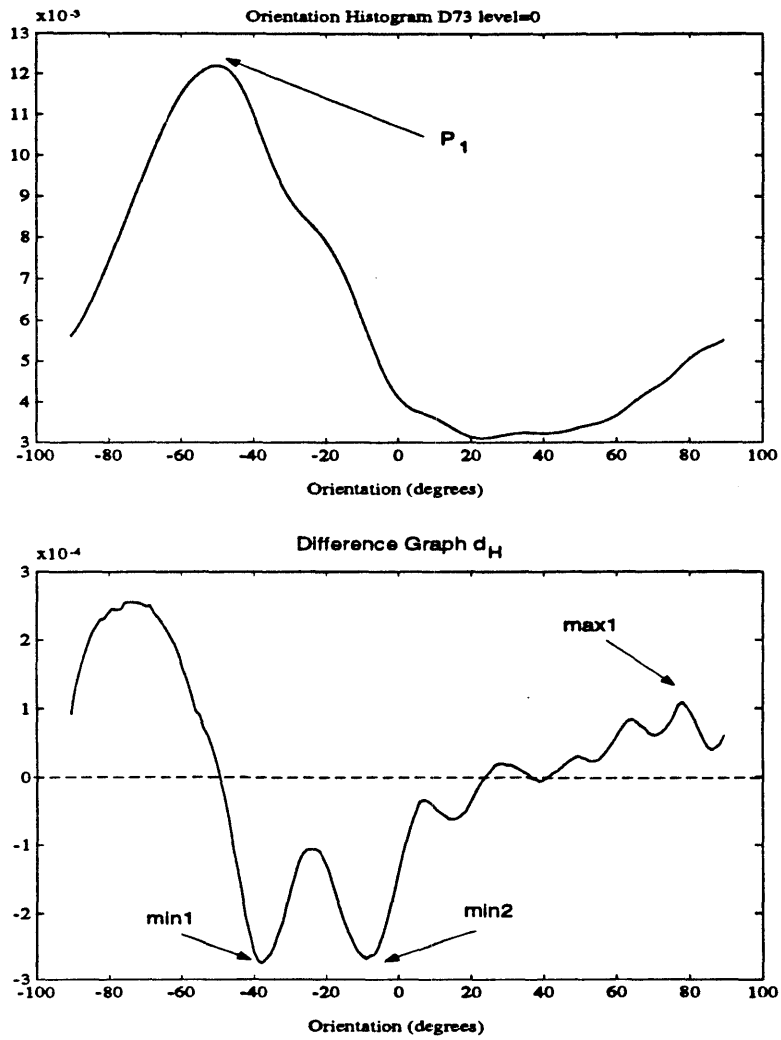 x10-3
Orientation Histogram D73 level=0
13
12
11
10
9
8
7
6
5
4
3
P1
-100 -80 -60 -40 -20 0 20 40 60 80 100
Orientation (degrees)
x10-4
Difference Graph dH
3
2
1
0
-1
-2
-3
max1
min1
min2
-100 -80 -60 -40 -20 0 20 40 60 80 100
Orientation (degrees)